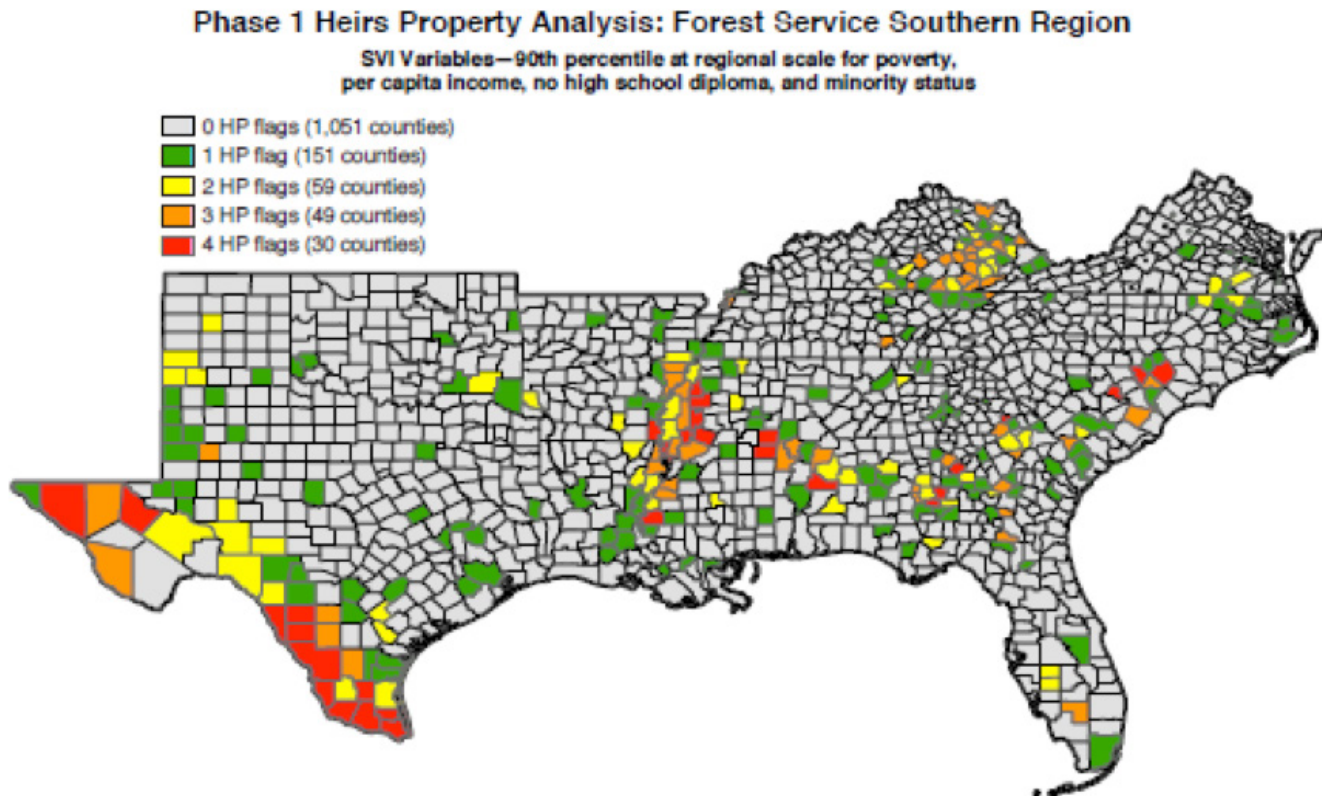 Phase 1 Heirs Property Analysis: Forest Service Southern Region
SVI Variables—90th percentile at regional scale for poverty,
per capita income, no high school diploma, and minority status
0 HP flags (1,051 counties)
1 HP flag (151 counties)
2 HP flags (59 counties)
3 HP flags (49 counties)
4 HP flags (30 counties)